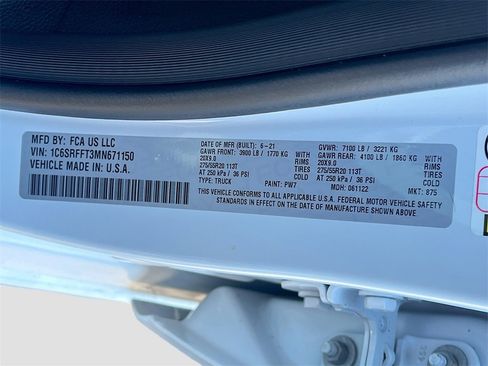 MFD BY: FCA US LLC
VIN: 1C6SRFFT3MN671150
VEHICLE MADE IN: U.S.A.
DATE OF MFR (BUILT): 6-21
GAWR FRONT: 3900 LB / 1770 KG
20X9.0
275/55R20 113T
AT 250 kPa / 36 PSI
TYPE: TRUCK
WITH
RIMS
TIRES
COLD
PAINT: PW7
GVWR: 7100 LB / 3221 KG
GAWR REAR: 4100 LB / 1860 KG
20X9.0
275/55R20 113T
AT 250 kPa / 36 PSI
MDH: 061122
WITH
RIMS
TIRES
COLD
MKT: 875
THIS VEHICLE CONFORMS TO ALL APPLICABLE U.S.A. FEDERAL MOTOR VEHICLE SAFETY
STANDARDS IN EFFECT ON THE DATE OF MANUFACTURE SHOWN ABOVE.